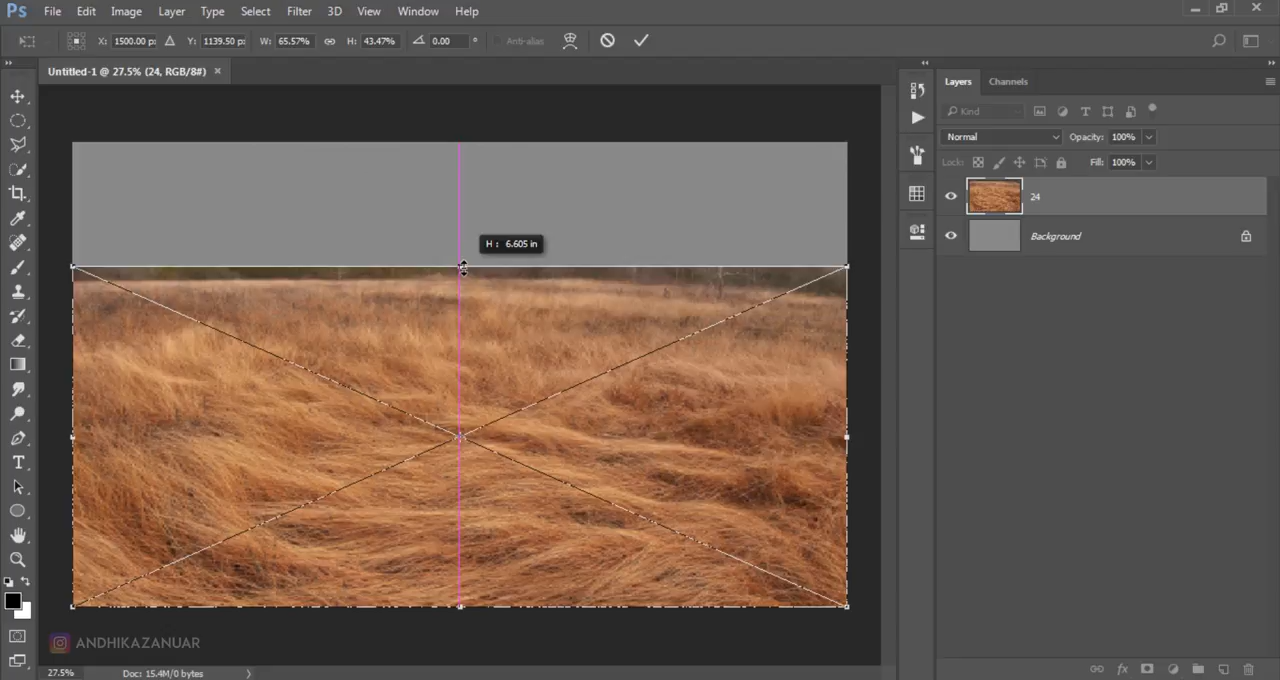 Ps File Edit Image Layer Type Select Filter 3D View Window Help
X: 1500.00 p: Y: 1139.50 p: W: 65.57% H: 43.47% 0.00 ° Anti-alias
Untitled-1 @ 27.5% (24, RGB/8#) ×
Layers Channels
Kind
Normal Opacity: 100%
Lock: Fill: 100%
24
Background
H : 6.605 in
ANDHIKAZANUAR
27.5% Doc: 15.4M/0 bytes